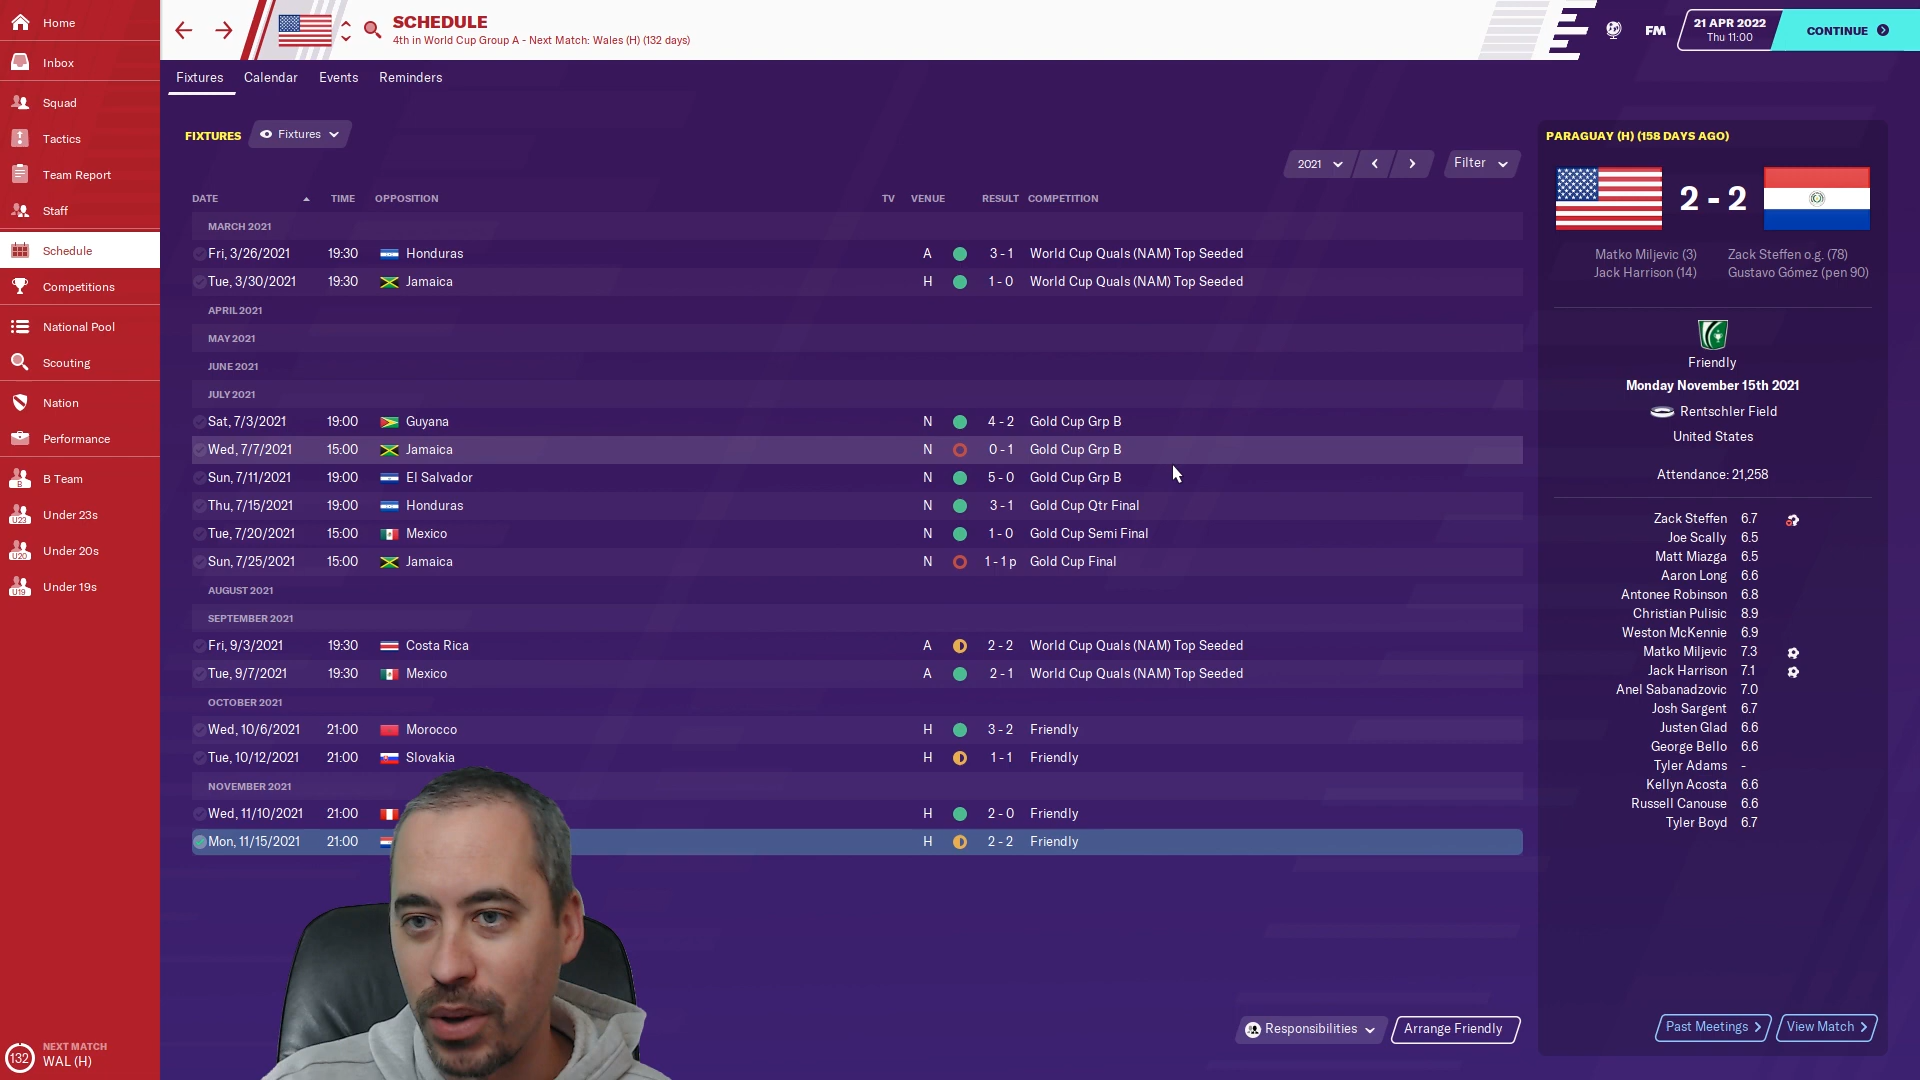 Home
Inbox
Squad
Tactics
Team Report
Staff
Schedule
Competitions
National Pool
Scouting
Nation
Performance
B
B Team
U23
Under 23s
U20
Under 20s
U19
Under 19s
132
NEXT MATCH
WAL (H)
SCHEDULE
4th in World Cup Group A - Next Match: Wales (H) (132 days)
FM
21 APR 2022
Thu 11:00
CONTINUE
Fixtures Calendar Events Reminders
FIXTURES Fixtures
2021 Filter
DATE TIME OPPOSITION TV VENUE RESULT COMPETITION
MARCH 2021
Fri, 3/26/2021 19:30 Honduras A 3 - 1 World Cup Quals (NAM) Top Seeded
Tue, 3/30/2021 19:30 Jamaica H 1 - 0 World Cup Quals (NAM) Top Seeded
APRIL 2021
MAY 2021
JUNE 2021
JULY 2021
Sat, 7/3/2021 19:00 Guyana N 4 - 2 Gold Cup Grp B
Wed, 7/7/2021 15:00 Jamaica N 0 - 1 Gold Cup Grp B
Sun, 7/11/2021 19:00 El Salvador N 5 - 0 Gold Cup Grp B
Thu, 7/15/2021 19:00 Honduras N 3 - 1 Gold Cup Qtr Final
Tue, 7/20/2021 15:00 Mexico N 1 - 0 Gold Cup Semi Final
Sun, 7/25/2021 15:00 Jamaica N 1 - 1 p Gold Cup Final
AUGUST 2021
SEPTEMBER 2021
Fri, 9/3/2021 19:30 Costa Rica A 2 - 2 World Cup Quals (NAM) Top Seeded
Tue, 9/7/2021 19:30 Mexico A 2 - 1 World Cup Quals (NAM) Top Seeded
OCTOBER 2021
Wed, 10/6/2021 21:00 Morocco H 3 - 2 Friendly
Tue, 10/12/2021 21:00 Slovakia H 1 - 1 Friendly
NOVEMBER 2021
Wed, 11/10/2021 21:00 H 2 - 0 Friendly
Mon, 11/15/2021 21:00 H 2 - 2 Friendly
Responsibilities
Arrange Friendly
PARAGUAY (H) (158 DAYS AGO)
2 - 2
Matko Miljevic (3) Zack Steffen o.g. (78)
Jack Harrison (14) Gustavo Gómez (pen 90)
Friendly
Monday November 15th 2021
Rentschler Field
United States
Attendance: 21,258
Zack Steffen 6.7
Joe Scally 6.5
Matt Miazga 6.5
Aaron Long 6.6
Antonee Robinson 6.8
Christian Pulisic 8.9
Weston McKennie 6.9
Matko Miljevic 7.3
Jack Harrison 7.1
Anel Sabanadzovic 7.0
Josh Sargent 6.7
Justen Glad 6.6
George Bello 6.6
Tyler Adams -
Kellyn Acosta 6.6
Russell Canouse 6.6
Tyler Boyd 6.7
Past Meetings
View Match